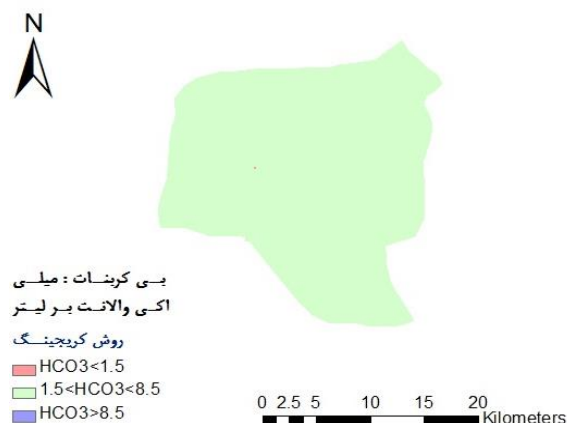 N
بی کربنات : میلی
اکی والانت بر لیتر
روش کریجینگ
HCO3<1.5
1.5<HCO3<8.5
HCO3>8.5
0 2.5 5 10 15 20
Kilometers